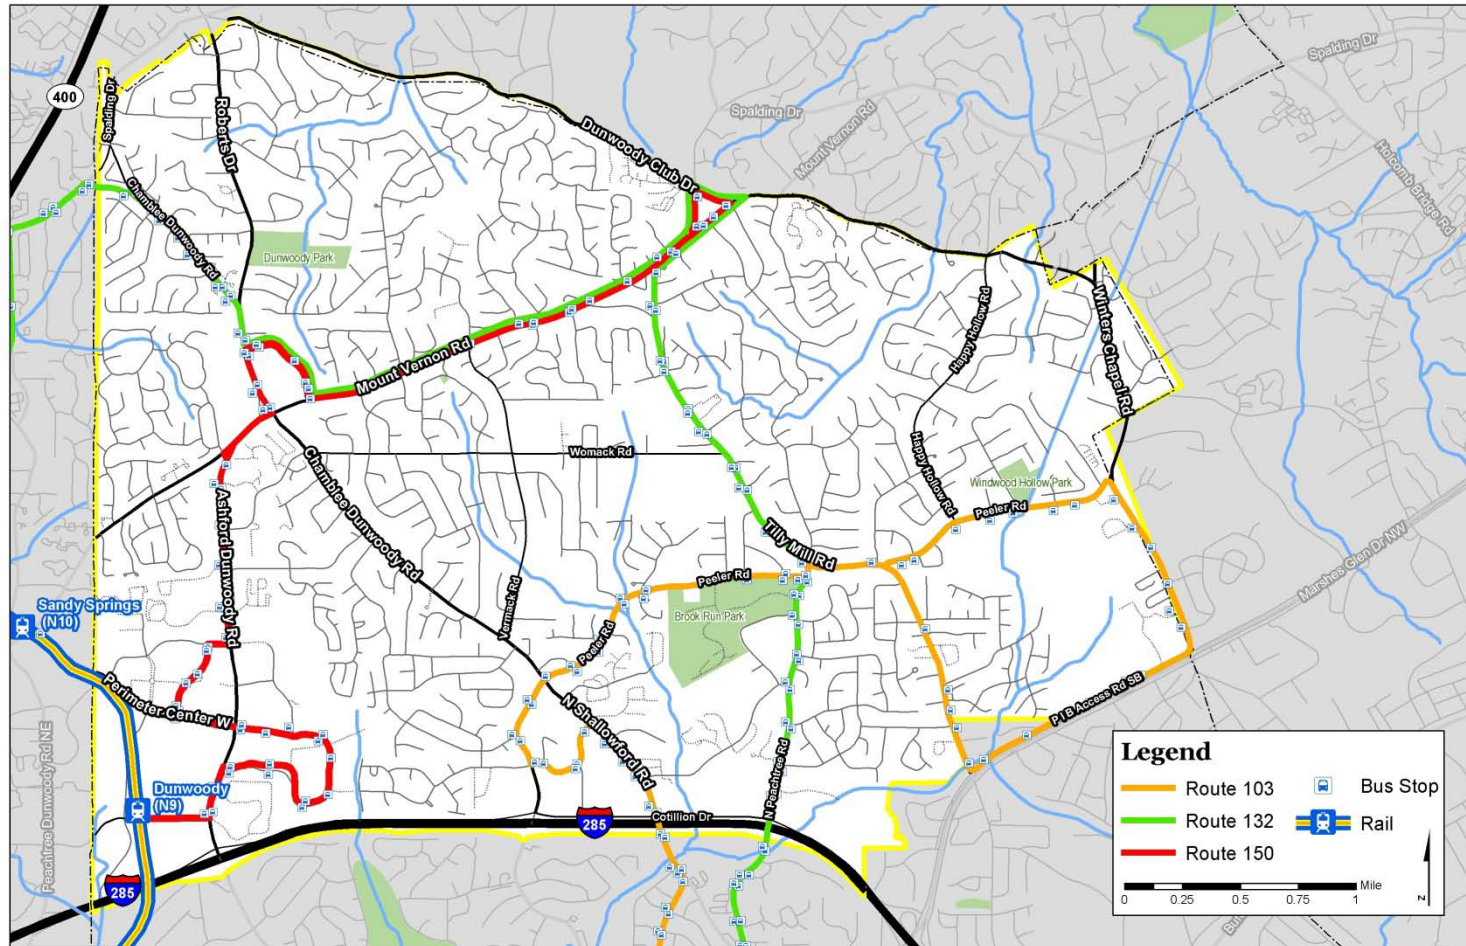 400
Spalding Dr
Roberts Dr
Chamblee Dunwoody Rd
Dunwoody Park
Dunwoody Club Dr
Spalding Dr
Mount Vernon Rd
Spalding Dr
Holcomb Bridge Rd
Mount Vernon Rd
Happy Hollow Rd
Winters Chapel Rd
Womack Rd
Happy Hollow Rd
Windwood Hollow Park
Peeler Rd
Chamblee Dunwoody Rd
Ashford Dunwoody Rd
Tilly Mill Rd
Vermack Rd
Peeler Rd
Brook Run Park
Peeler Rd
Marshes Glen Dr NW
Sandy Springs
(N10)
Perimeter Center W
N Shallowford Rd
N Peachtree Rd
P I B Access Rd SB
Peachtree Dunwoody Rd NE
Dunwoody
(N9)
285
Cotillion Dr
285
Legend
Route 103
Route 132
Route 150
Bus Stop
Rail
0
0.25
0.5
0.75
1
Mile
N